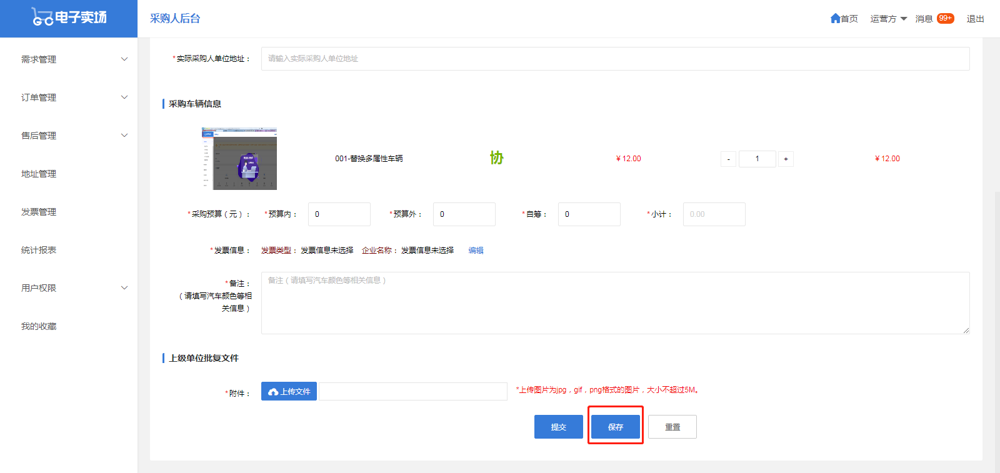 电子卖场
采购人后台
首页 运营方 消息 99+ 退出
需求管理
订单管理
售后管理
地址管理
发票管理
统计报表
用户权限
我的收藏
*实际采购人单位地址： 请输入实际采购人单位地址
采购车辆信息
001-替换多属性车辆 协 ¥12.00 - 1 + ¥12.00
*采购预算（元）： *预算内： 0 *预算外： 0 *自筹： 0 *小计： 0.00
*发票信息： 发票类型：发票信息未选择 企业名称：发票信息未选择 编辑
*备注：
（请填写汽车颜色等相
关信息）
备注（请填写汽车颜色等相关信息）
上级单位批复文件
*附件： 上传文件 *上传图片为jpg，gif，png格式的图片，大小不超过5M。
提交 保存 重置